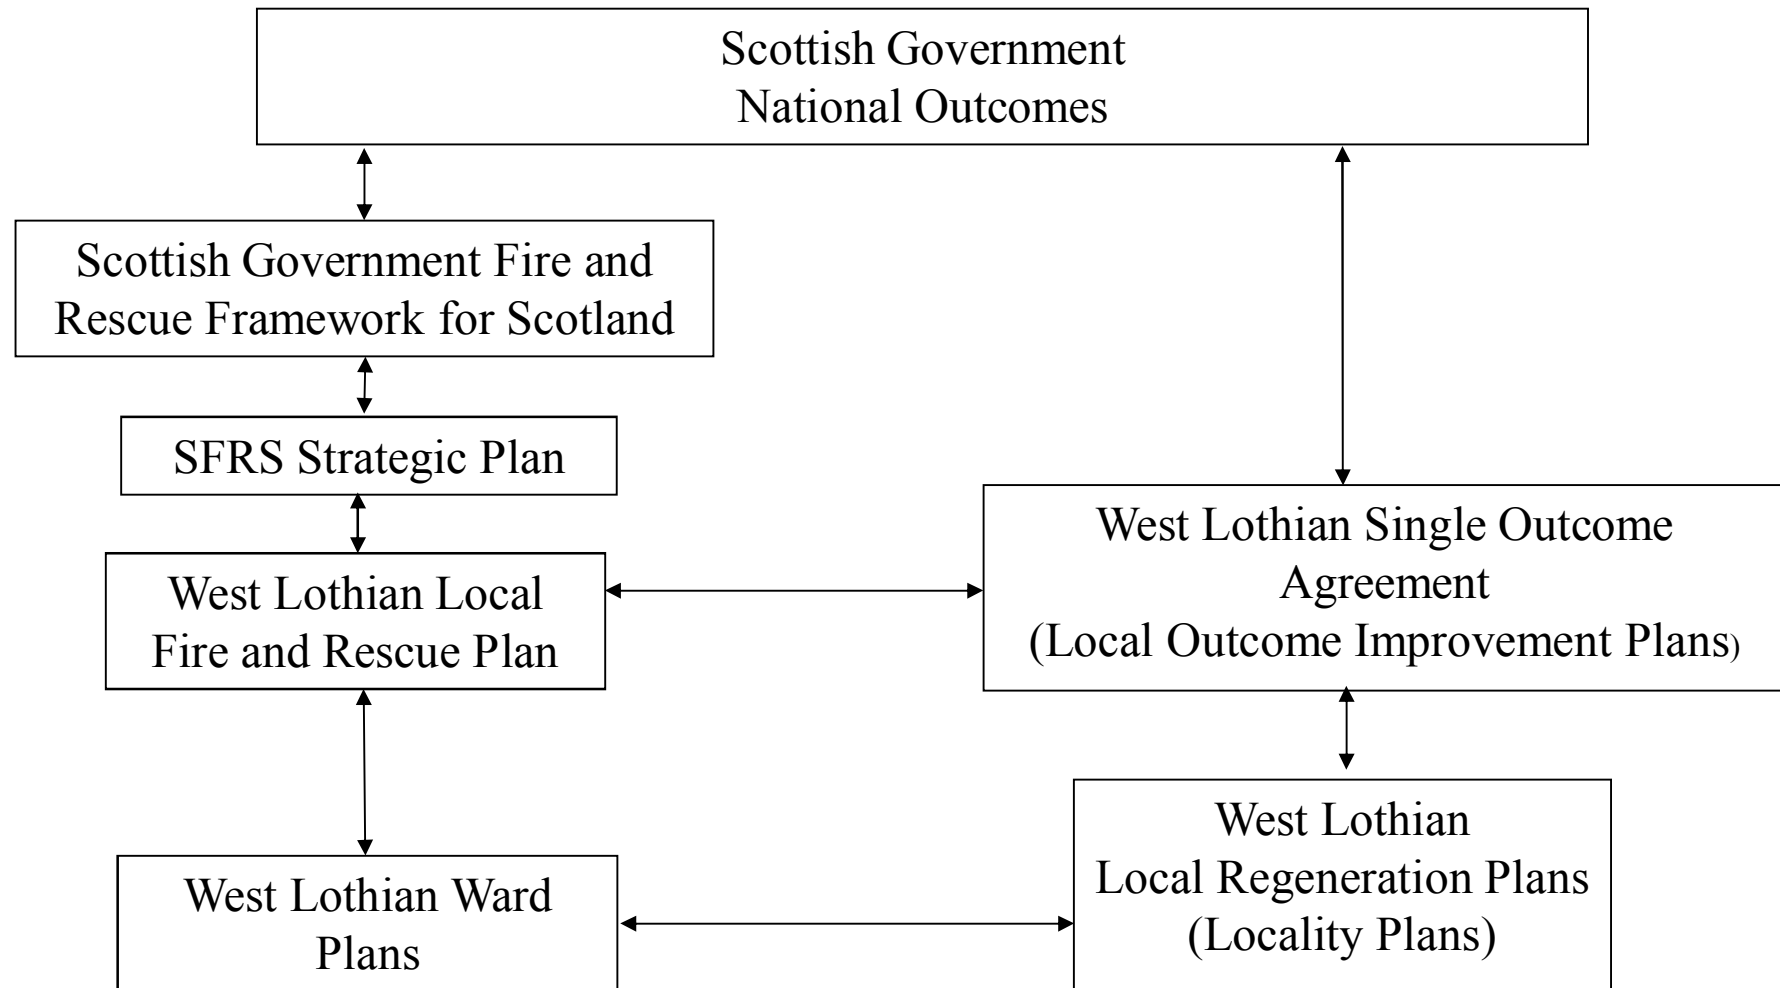 Scottish Government
National Outcomes
Scottish Government Fire and
Rescue Framework for Scotland
SFRS Strategic Plan
West Lothian Local
Fire and Rescue Plan
West Lothian Single Outcome
Agreement
(Local Outcome Improvement Plans)
West Lothian Ward
Plans
West Lothian
Local Regeneration Plans
(Locality Plans)